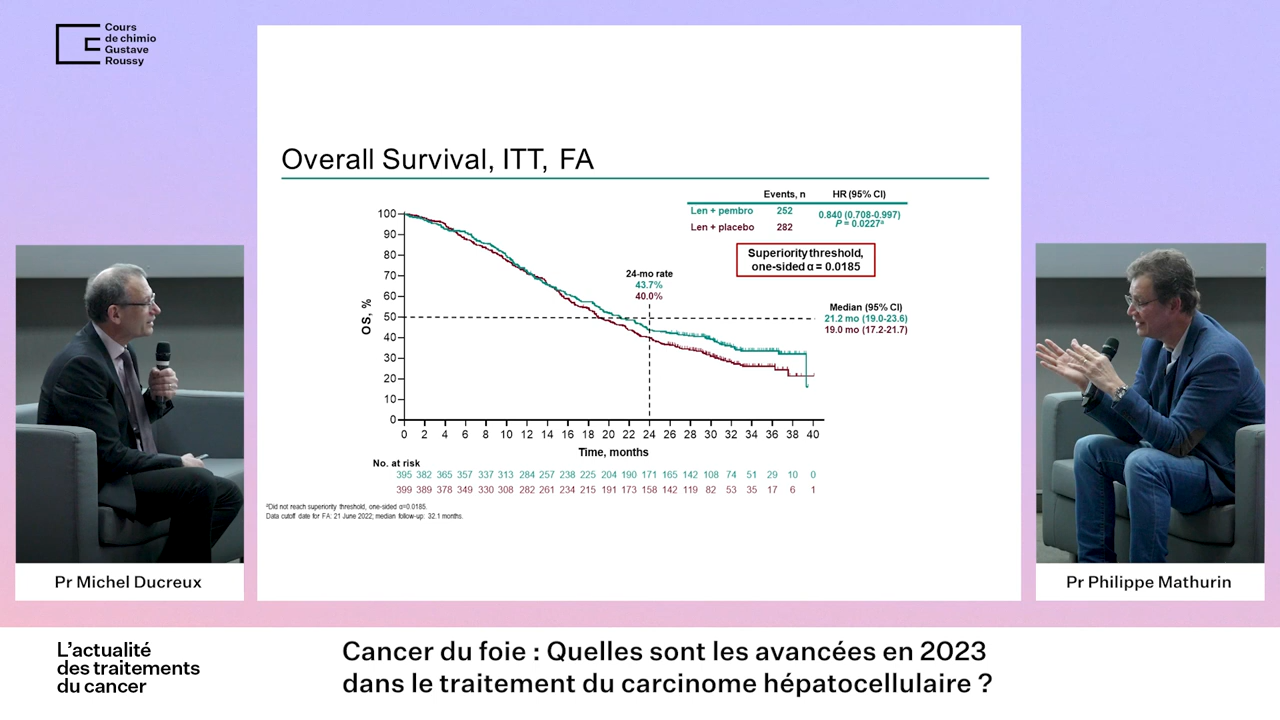 Cours
de chimio
Gustave
Roussy
Overall Survival, ITT, FA
Events, n HR (95% CI)
Len + pembro 252 0.840 (0.708-0.997)
P = 0.0227ᵃ
Len + placebo 282
Superiority threshold,
one-sided α = 0.0185
24-mo rate
43.7%
40.0%
Median (95% CI)
21.2 mo (19.0-23.6)
19.0 mo (17.2-21.7)
OS, %
100
90
80
70
60
50
40
30
20
10
0
0 2 4 6 8 10 12 14 16 18 20 22 24 26 28 30 32 34 36 38 40
Time, months
No. at risk
395 382 365 357 337 313 284 257 238 225 204 190 171 165 142 108 74 51 29 10 0
399 389 378 349 330 308 282 261 234 215 191 173 158 142 119 82 53 35 17 6 1
ᵃDid not reach superiority threshold, one-sided α=0.0185.
Data cutoff date for FA: 21 June 2022; median follow-up: 32.1 months.
Pr Michel Ducreux
Pr Philippe Mathurin
L’actualité
des traitements
du cancer
Cancer du foie : Quelles sont les avancées en 2023
dans le traitement du carcinome hépatocellulaire ?